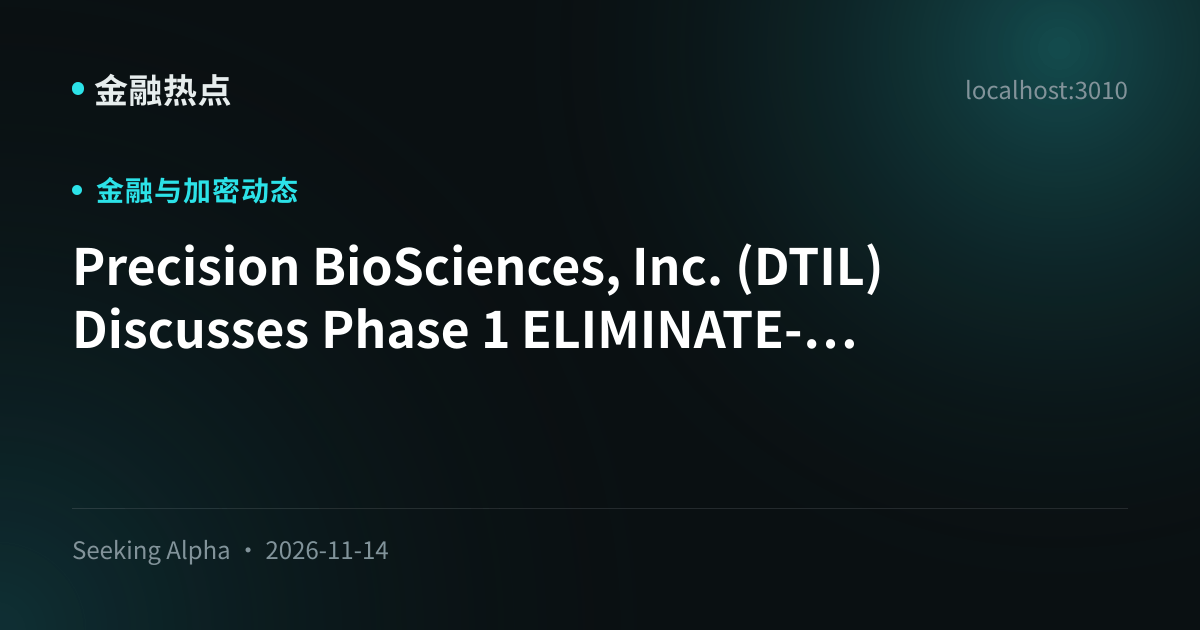 金融热点
localhost:3010
金融与加密动态
Precision BioSciences, Inc. (DTIL)
Discusses Phase 1 ELIMINATE-…
Seeking Alpha · 2026-11-14